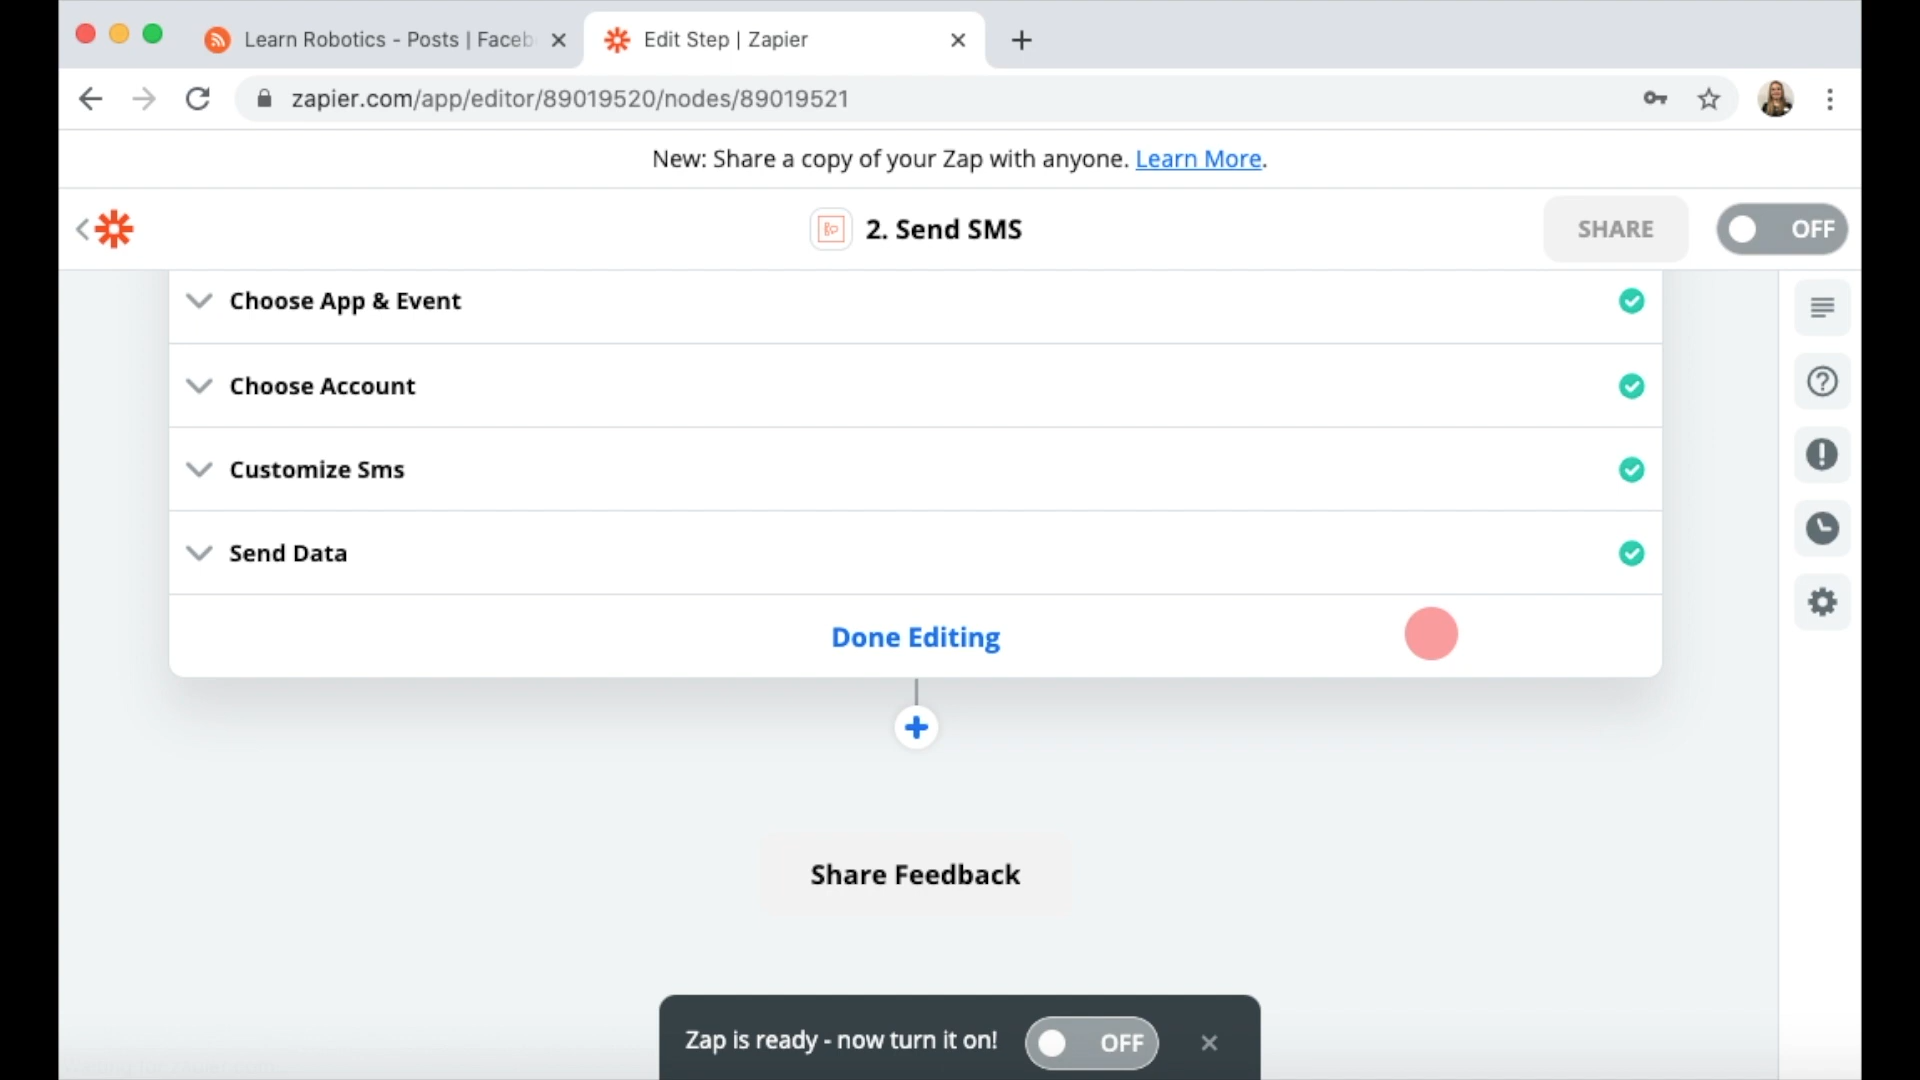 Learn Robotics - Posts | Faceb
Edit Step | Zapier
zapier.com/app/editor/89019520/nodes/89019521
New: Share a copy of your Zap with anyone. Learn More.
2. Send SMS
SHARE
OFF
Choose App & Event
Choose Account
Customize Sms
Send Data
Done Editing
Share Feedback
Zap is ready - now turn it on!
OFF